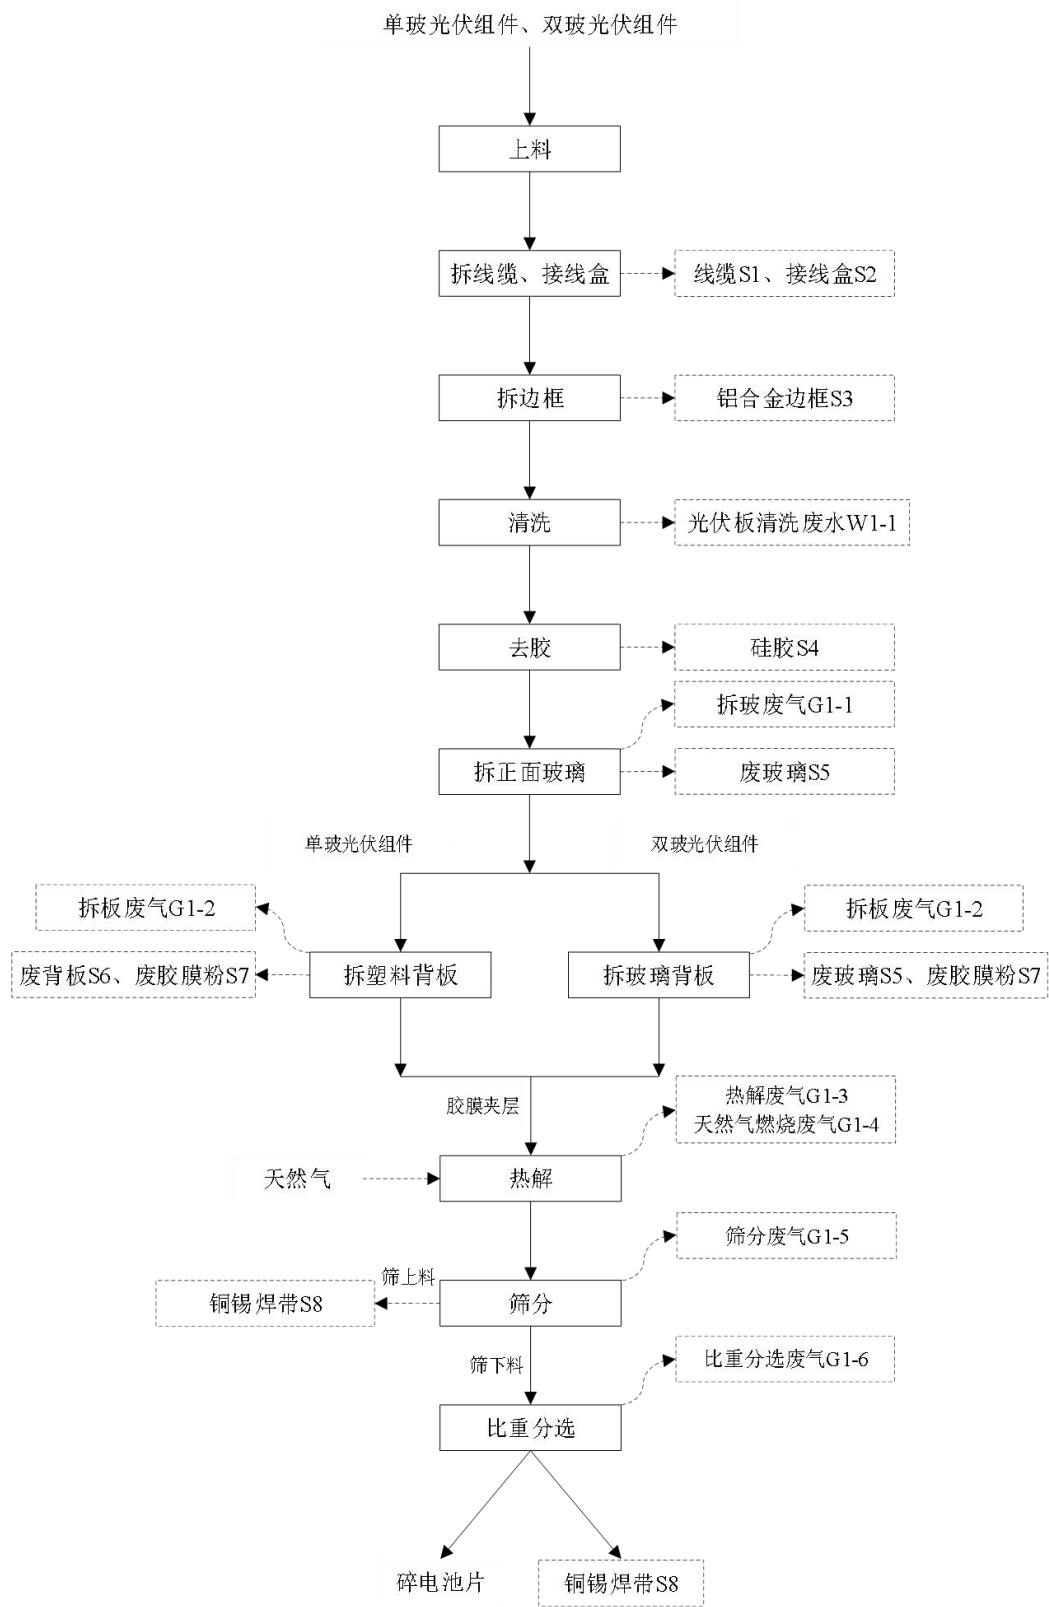 单玻光伏组件、双玻光伏组件
上料
拆线缆、接线盒
线缆S1、接线盒S2
拆边框
铝合金边框S3
清洗
光伏板清洗废水W1-1
去胶
硅胶S4
拆玻废气G1-1
拆正面玻璃
废玻璃S5
单玻光伏组件
双玻光伏组件
拆板废气G1-2
拆板废气G1-2
废背板S6、废胶膜粉S7
拆塑料背板
拆玻璃背板
废玻璃S5、废胶膜粉S7
胶膜夹层
热解废气G1-3
天然气燃烧废气G1-4
天然气
热解
筛分废气G1-5
筛上料
铜锡焊带S8
筛分
筛下料
比重分选废气G1-6
比重分选
碎电池片
铜锡焊带S8